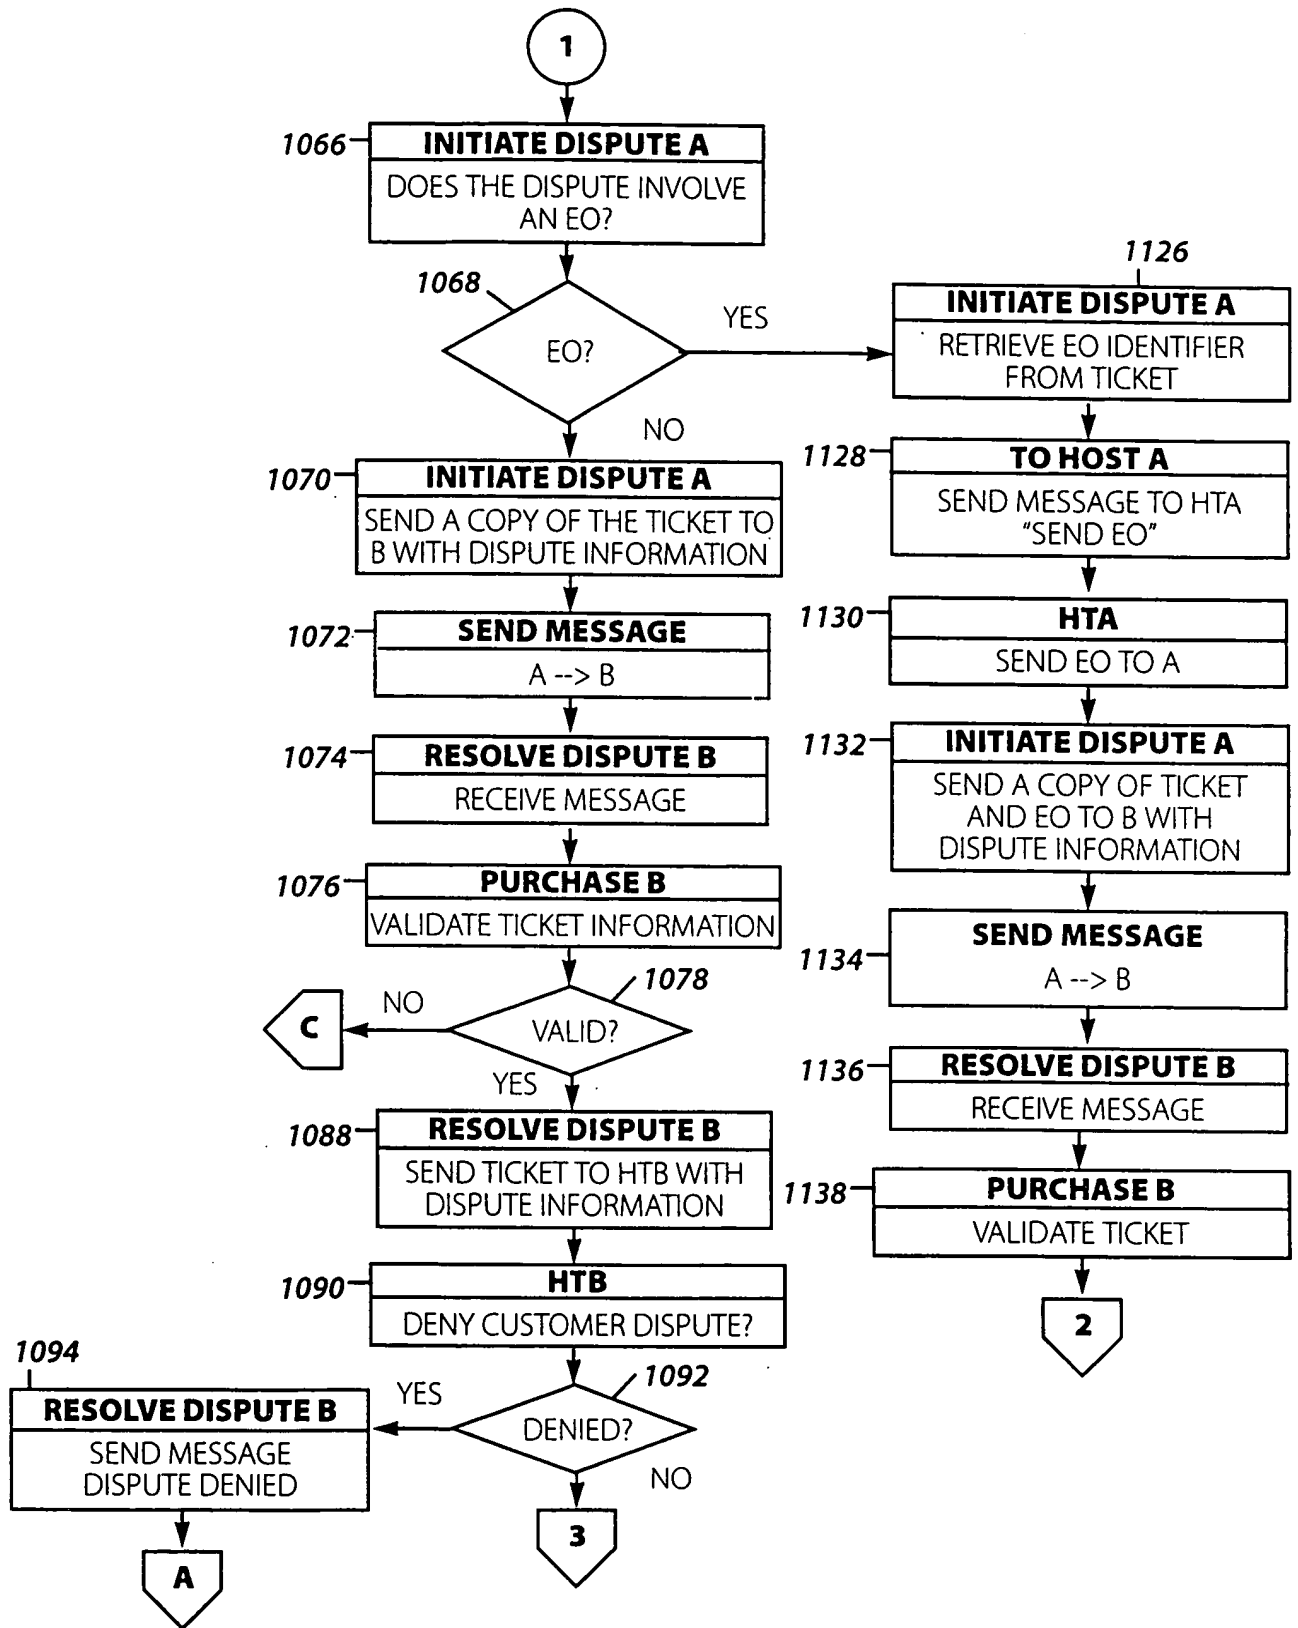 1
1066
INITIATE DISPUTE A
DOES THE DISPUTE INVOLVE
AN EO?
1068
EO?
YES
NO
1070
INITIATE DISPUTE A
SEND A COPY OF THE TICKET TO
B WITH DISPUTE INFORMATION
1072
SEND MESSAGE
A --> B
1074
RESOLVE DISPUTE B
RECEIVE MESSAGE
1076
PURCHASE B
VALIDATE TICKET INFORMATION
1078
VALID?
NO
C
YES
1088
RESOLVE DISPUTE B
SEND TICKET TO HTB WITH
DISPUTE INFORMATION
1090
HTB
DENY CUSTOMER DISPUTE?
1092
DENIED?
YES
NO
1094
RESOLVE DISPUTE B
SEND MESSAGE
DISPUTE DENIED
A
3
1126
INITIATE DISPUTE A
RETRIEVE EO IDENTIFIER
FROM TICKET
1128
TO HOST A
SEND MESSAGE TO HTA
"SEND EO"
1130
HTA
SEND EO TO A
1132
INITIATE DISPUTE A
SEND A COPY OF TICKET
AND EO TO B WITH
DISPUTE INFORMATION
1134
SEND MESSAGE
A --> B
1136
RESOLVE DISPUTE B
RECEIVE MESSAGE
1138
PURCHASE B
VALIDATE TICKET
2